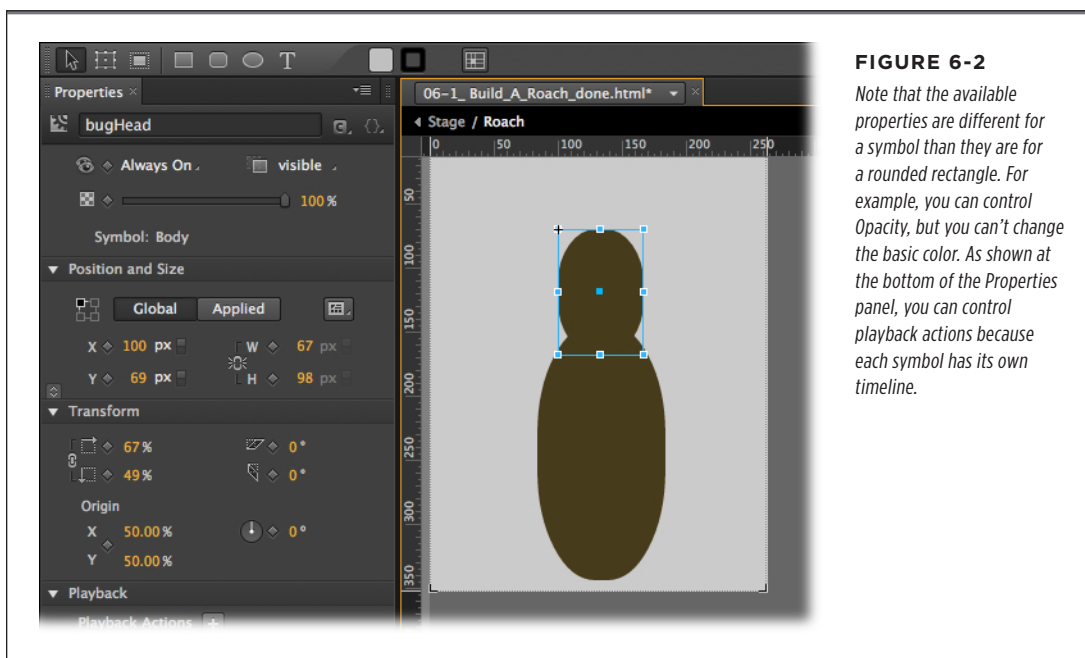 T
Properties ×
06-1_ Build_A_Roach_done.html* ×
bugHead
Stage / Roach
Always On
visible
100 %
Symbol: Body
Position and Size
Global Applied
X 100 px W 67 px
Y 69 px H 98 px
Transform
67 % 0 °
49 % 0 °
Origin
X 50.00 % 0 °
Y 50.00 %
Playback
Playback Actions +
0 50 100 150 200 250
50
100
150
200
250
300
350
FIGURE 6-2
Note that the available
properties are different for
a symbol than they are for
a rounded rectangle. For
example, you can control
Opacity, but you can't change
the basic color. As shown at
the bottom of the Properties
panel, you can control
playback actions because
each symbol has its own
timeline.